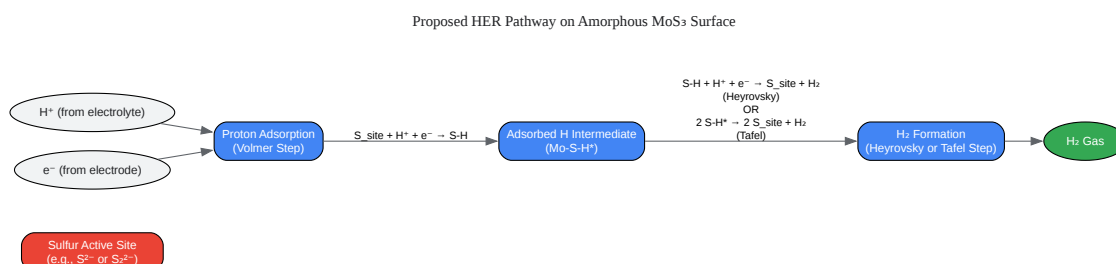 Proposed HER Pathway on Amorphous MoS₃ Surface
H⁺ (from electrolyte)
e⁻ (from electrode)
Proton Adsorption
(Volmer Step)
S_site + H⁺ + e⁻ → S-H
Adsorbed H Intermediate
(Mo-S-H*)
S-H + H⁺ + e⁻ → S_site + H₂
(Heyrovsky)
OR
2 S-H* → 2 S_site + H₂
(Tafel)
H₂ Formation
(Heyrovsky or Tafel Step)
H₂ Gas
Sulfur Active Site
(e.g., S²⁻ or S₂²⁻)